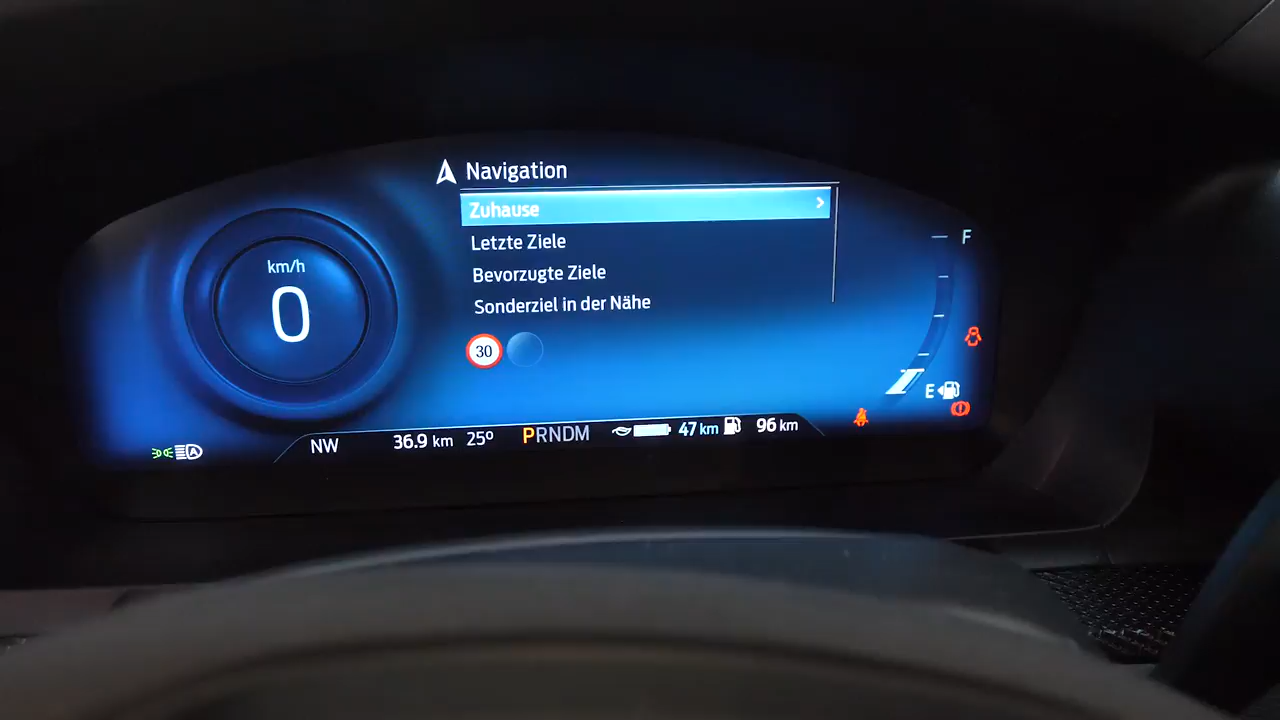 Navigation
Zuhause
Letzte Ziele
Bevorzugte Ziele
Sonderziel in der Nähe
km/h
0
30
F
E
NW 36.9 km 25º PRNDM 47 km 96 km
A